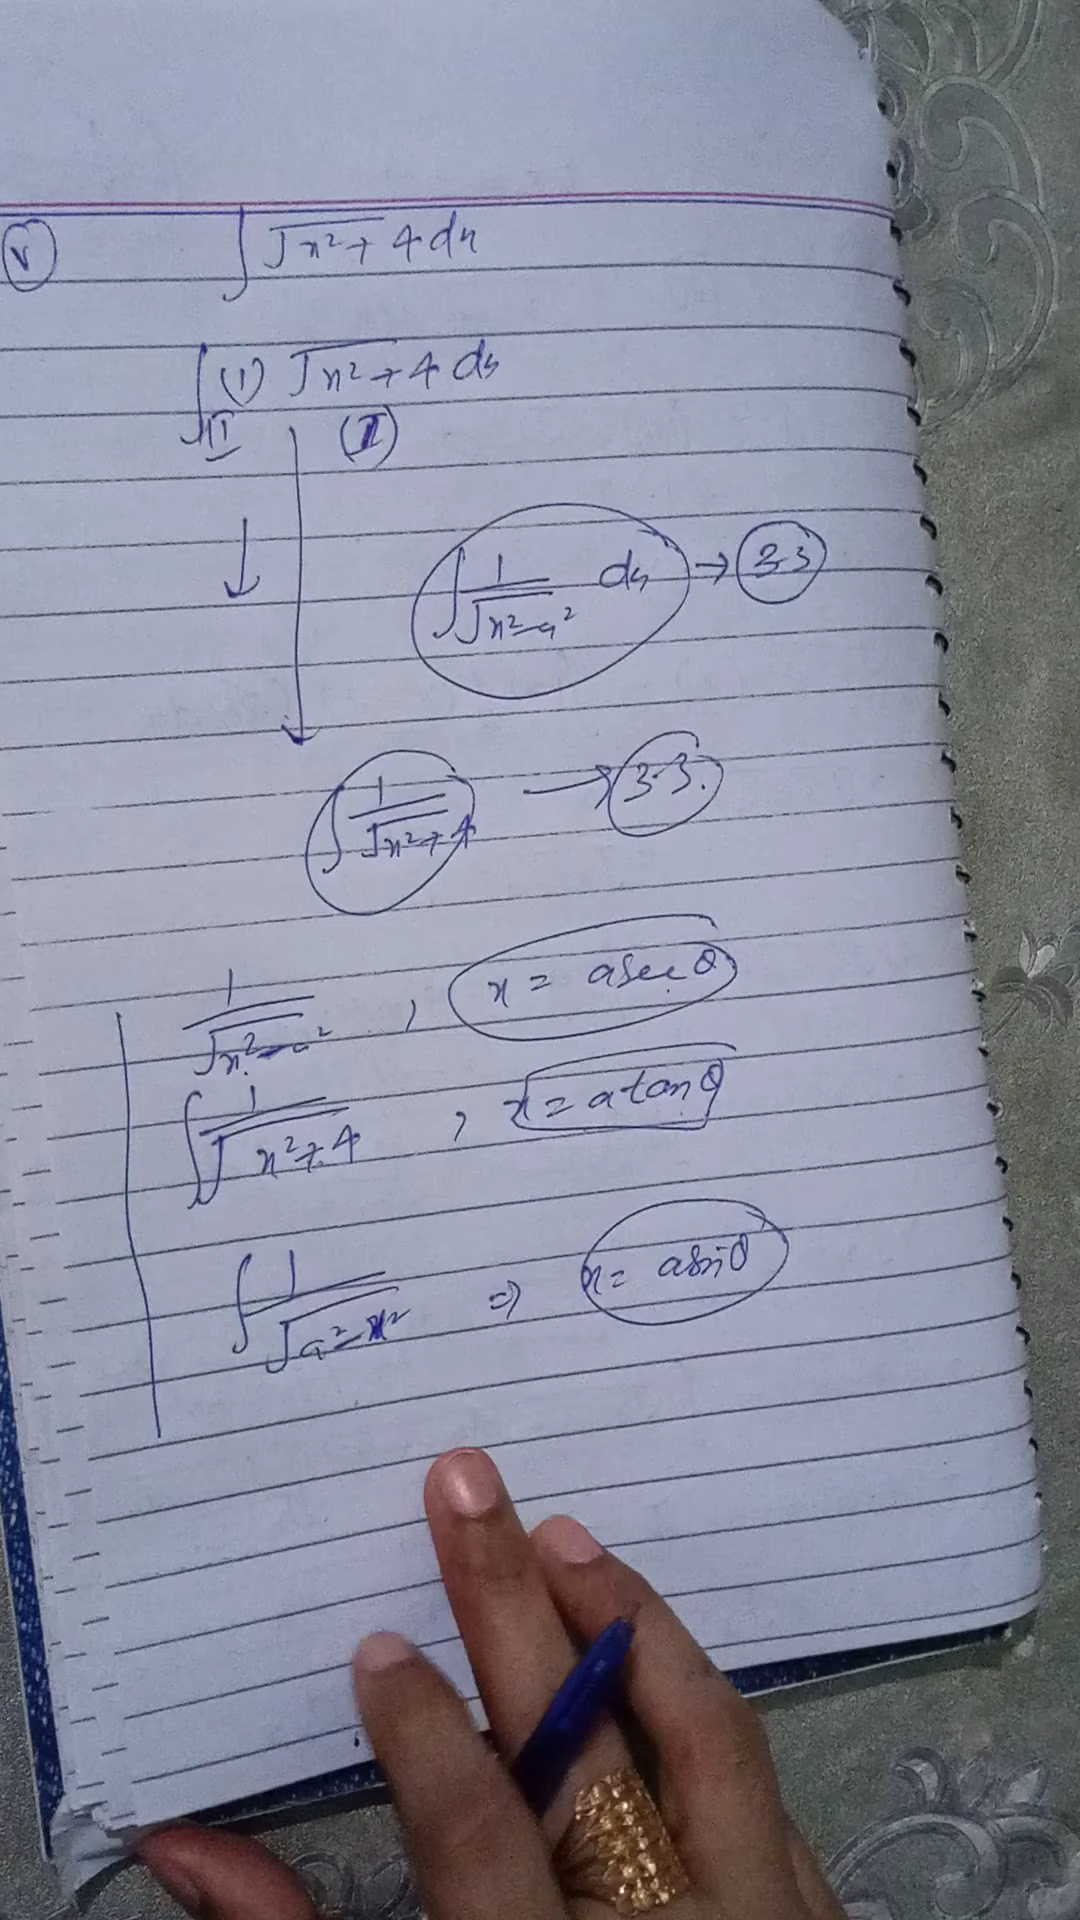 (v) ∫ √x²+4 dx
∫ (1) √x²+4 dx
II (I)
∫ 1/√x²-a² dx → 3.3
∫ 1/√x²+4 → 3.3.
1/√x²-a² , x = a sec θ
∫ 1/√x²+4 , x = a tan θ
∫ 1/√a²-x² ⇒ x = a sin θ